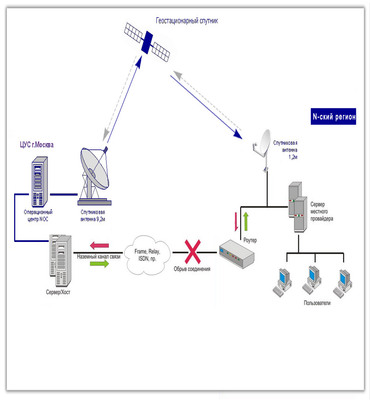 Геостационарный спутник
N-ский регион
ЦУС г.Москва
Спутниковая
антенна
1,2м
Операционный
центр NOC
Спутниковая
антенна 9,2м
Сервер
местного
провайдера
Роутер
Frame, Relay,
ISDN, пр.
Наземный канал связи
Обрыв соединения
Сервер/Хост
Пользователи